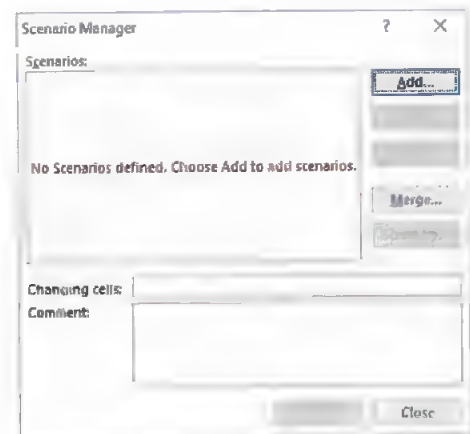 Scenario Manager ? ×
Scenarios:
Add...
No Scenarios defined. Choose Add to add scenarios.
Merge...
Changing cells:
Comment:
Close